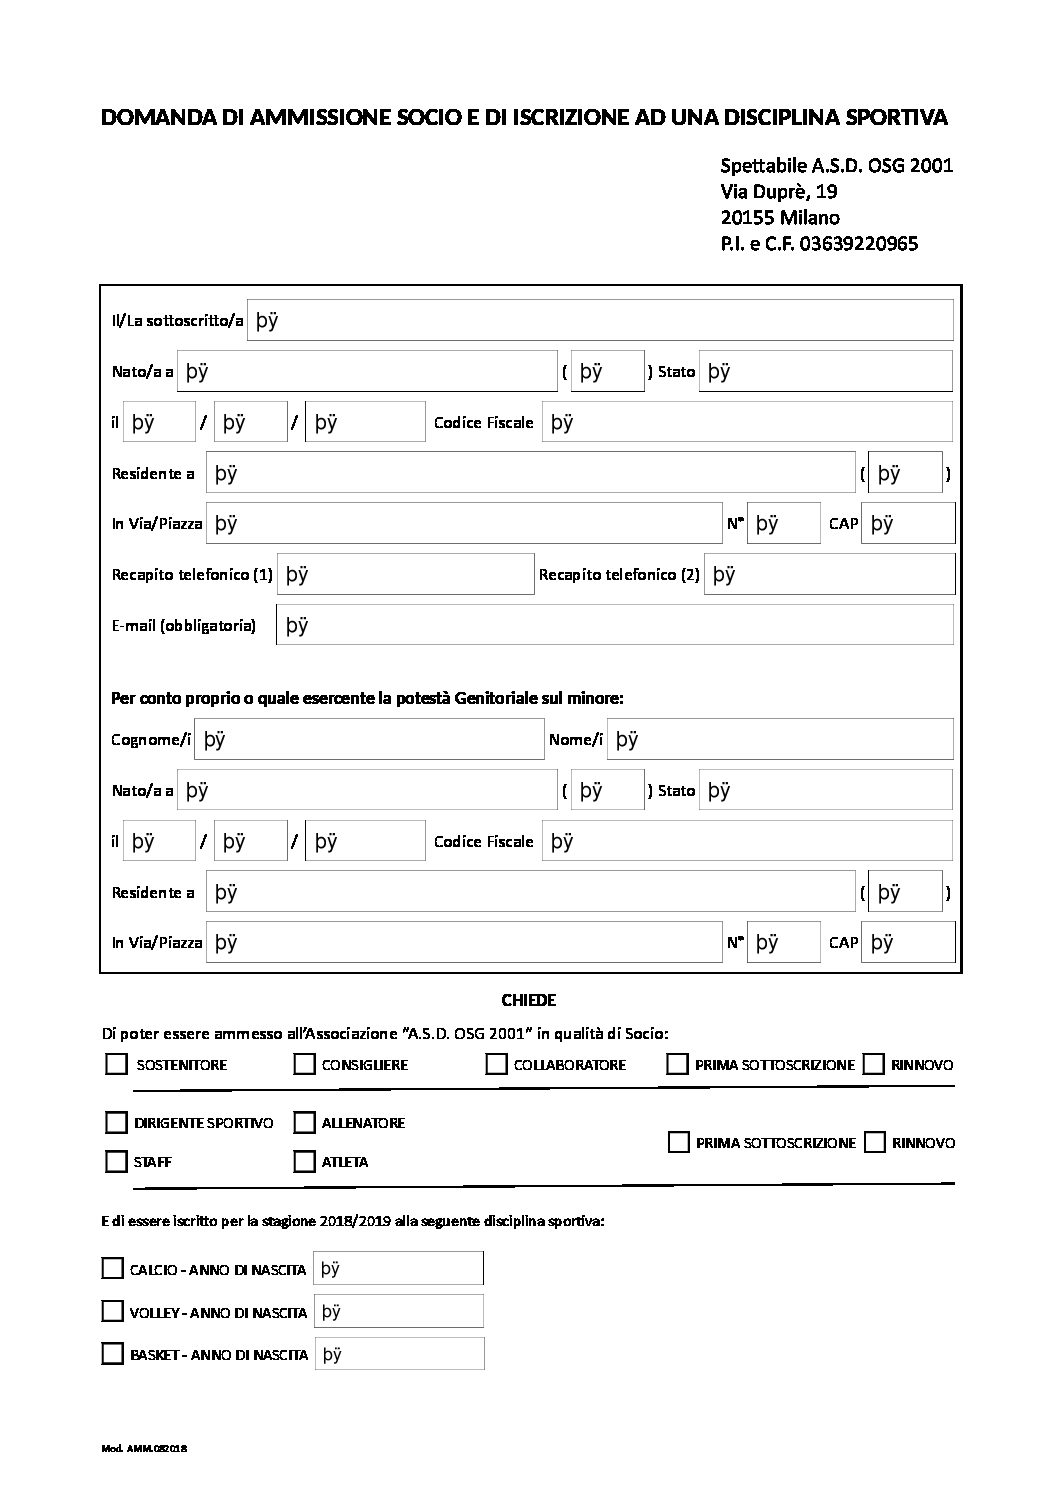 DOMANDA DI AMMISSIONE SOCIO E DI ISCRIZIONE AD UNA DISCIPLINA SPORTIVA
Spettabile A.S.D. OSG 2001
Via Duprè, 19
20155 Milano
P.I. e C.F. 03639220965
Il/La sottoscritto/a þÿ
Nato/a a þÿ ( þÿ ) Stato þÿ
il þÿ / þÿ / þÿ Codice Fiscale þÿ
Residente a þÿ ( þÿ )
In Via/Piazza þÿ N° þÿ CAP þÿ
Recapito telefonico (1) þÿ Recapito telefonico (2) þÿ
E-mail (obbligatoria) þÿ
Per conto proprio o quale esercente la potestà Genitoriale sul minore:
Cognome/i þÿ Nome/i þÿ
Nato/a a þÿ ( þÿ ) Stato þÿ
il þÿ / þÿ / þÿ Codice Fiscale þÿ
Residente a þÿ ( þÿ )
In Via/Piazza þÿ N° þÿ CAP þÿ
CHIEDE
Di poter essere ammesso all’Associazione “A.S.D. OSG 2001” in qualità di Socio:
SOSTENITORE CONSIGLIERE COLLABORATORE PRIMA SOTTOSCRIZIONE RINNOVO
DIRIGENTE SPORTIVO ALLENATORE
PRIMA SOTTOSCRIZIONE RINNOVO
STAFF ATLETA
E di essere iscritto per la stagione 2018/2019 alla seguente disciplina sportiva:
CALCIO - ANNO DI NASCITA þÿ
VOLLEY - ANNO DI NASCITA þÿ
BASKET - ANNO DI NASCITA þÿ
Mod. AMM.082018